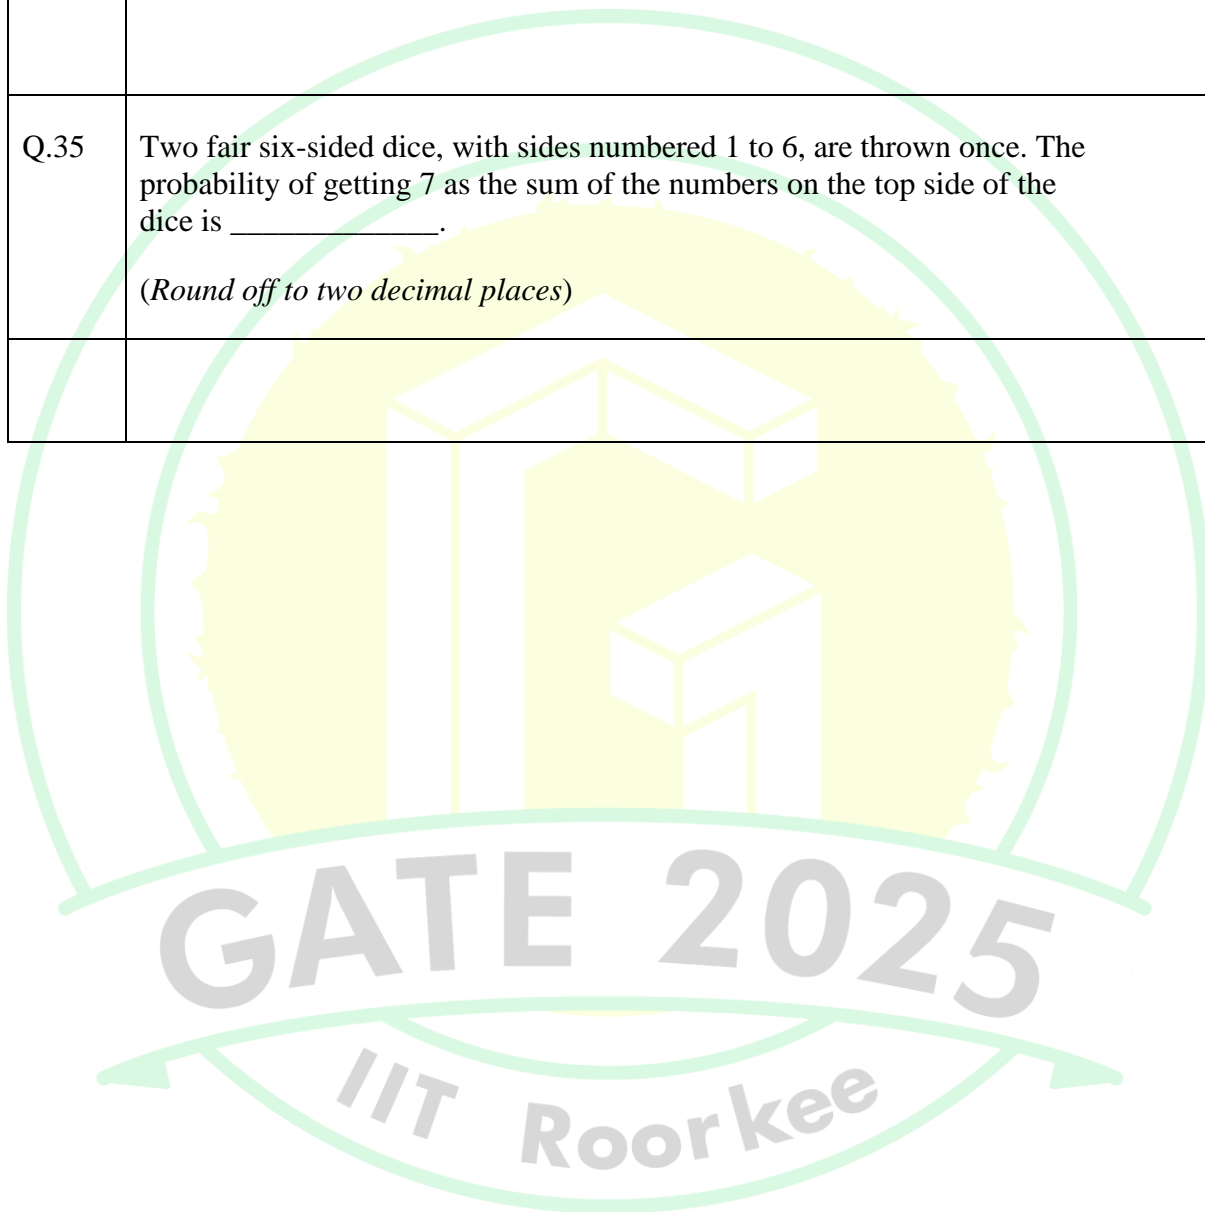 Q.35
Two fair six-sided dice, with sides numbered 1 to 6, are thrown once. The
probability of getting 7 as the sum of the numbers on the top side of the
dice is _____________.
(Round off to two decimal places)
GATE 2025
IIT Roorkee